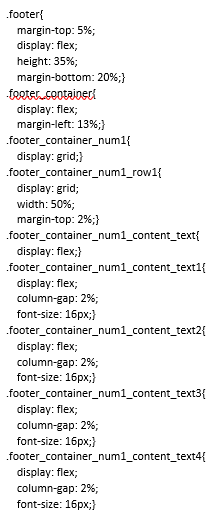 .footer{
margin-top: 5%;
display: flex;
height: 35%;
margin-bottom: 20%;}
.footer_container{
display: flex;
margin-left: 13%;}
.footer_container_num1{
display: grid;}
.footer_container_num1_row1{
display: grid;
width: 50%;
margin-top: 2%;}
.footer_container_num1_content_text{
display: flex;}
.footer_container_num1_content_text1{
display: flex;
column-gap: 2%;
font-size: 16px;}
.footer_container_num1_content_text2{
display: flex;
column-gap: 2%;
font-size: 16px;}
.footer_container_num1_content_text3{
display: flex;
column-gap: 2%;
font-size: 16px;}
.footer_container_num1_content_text4{
display: flex;
column-gap: 2%;
font-size: 16px;}